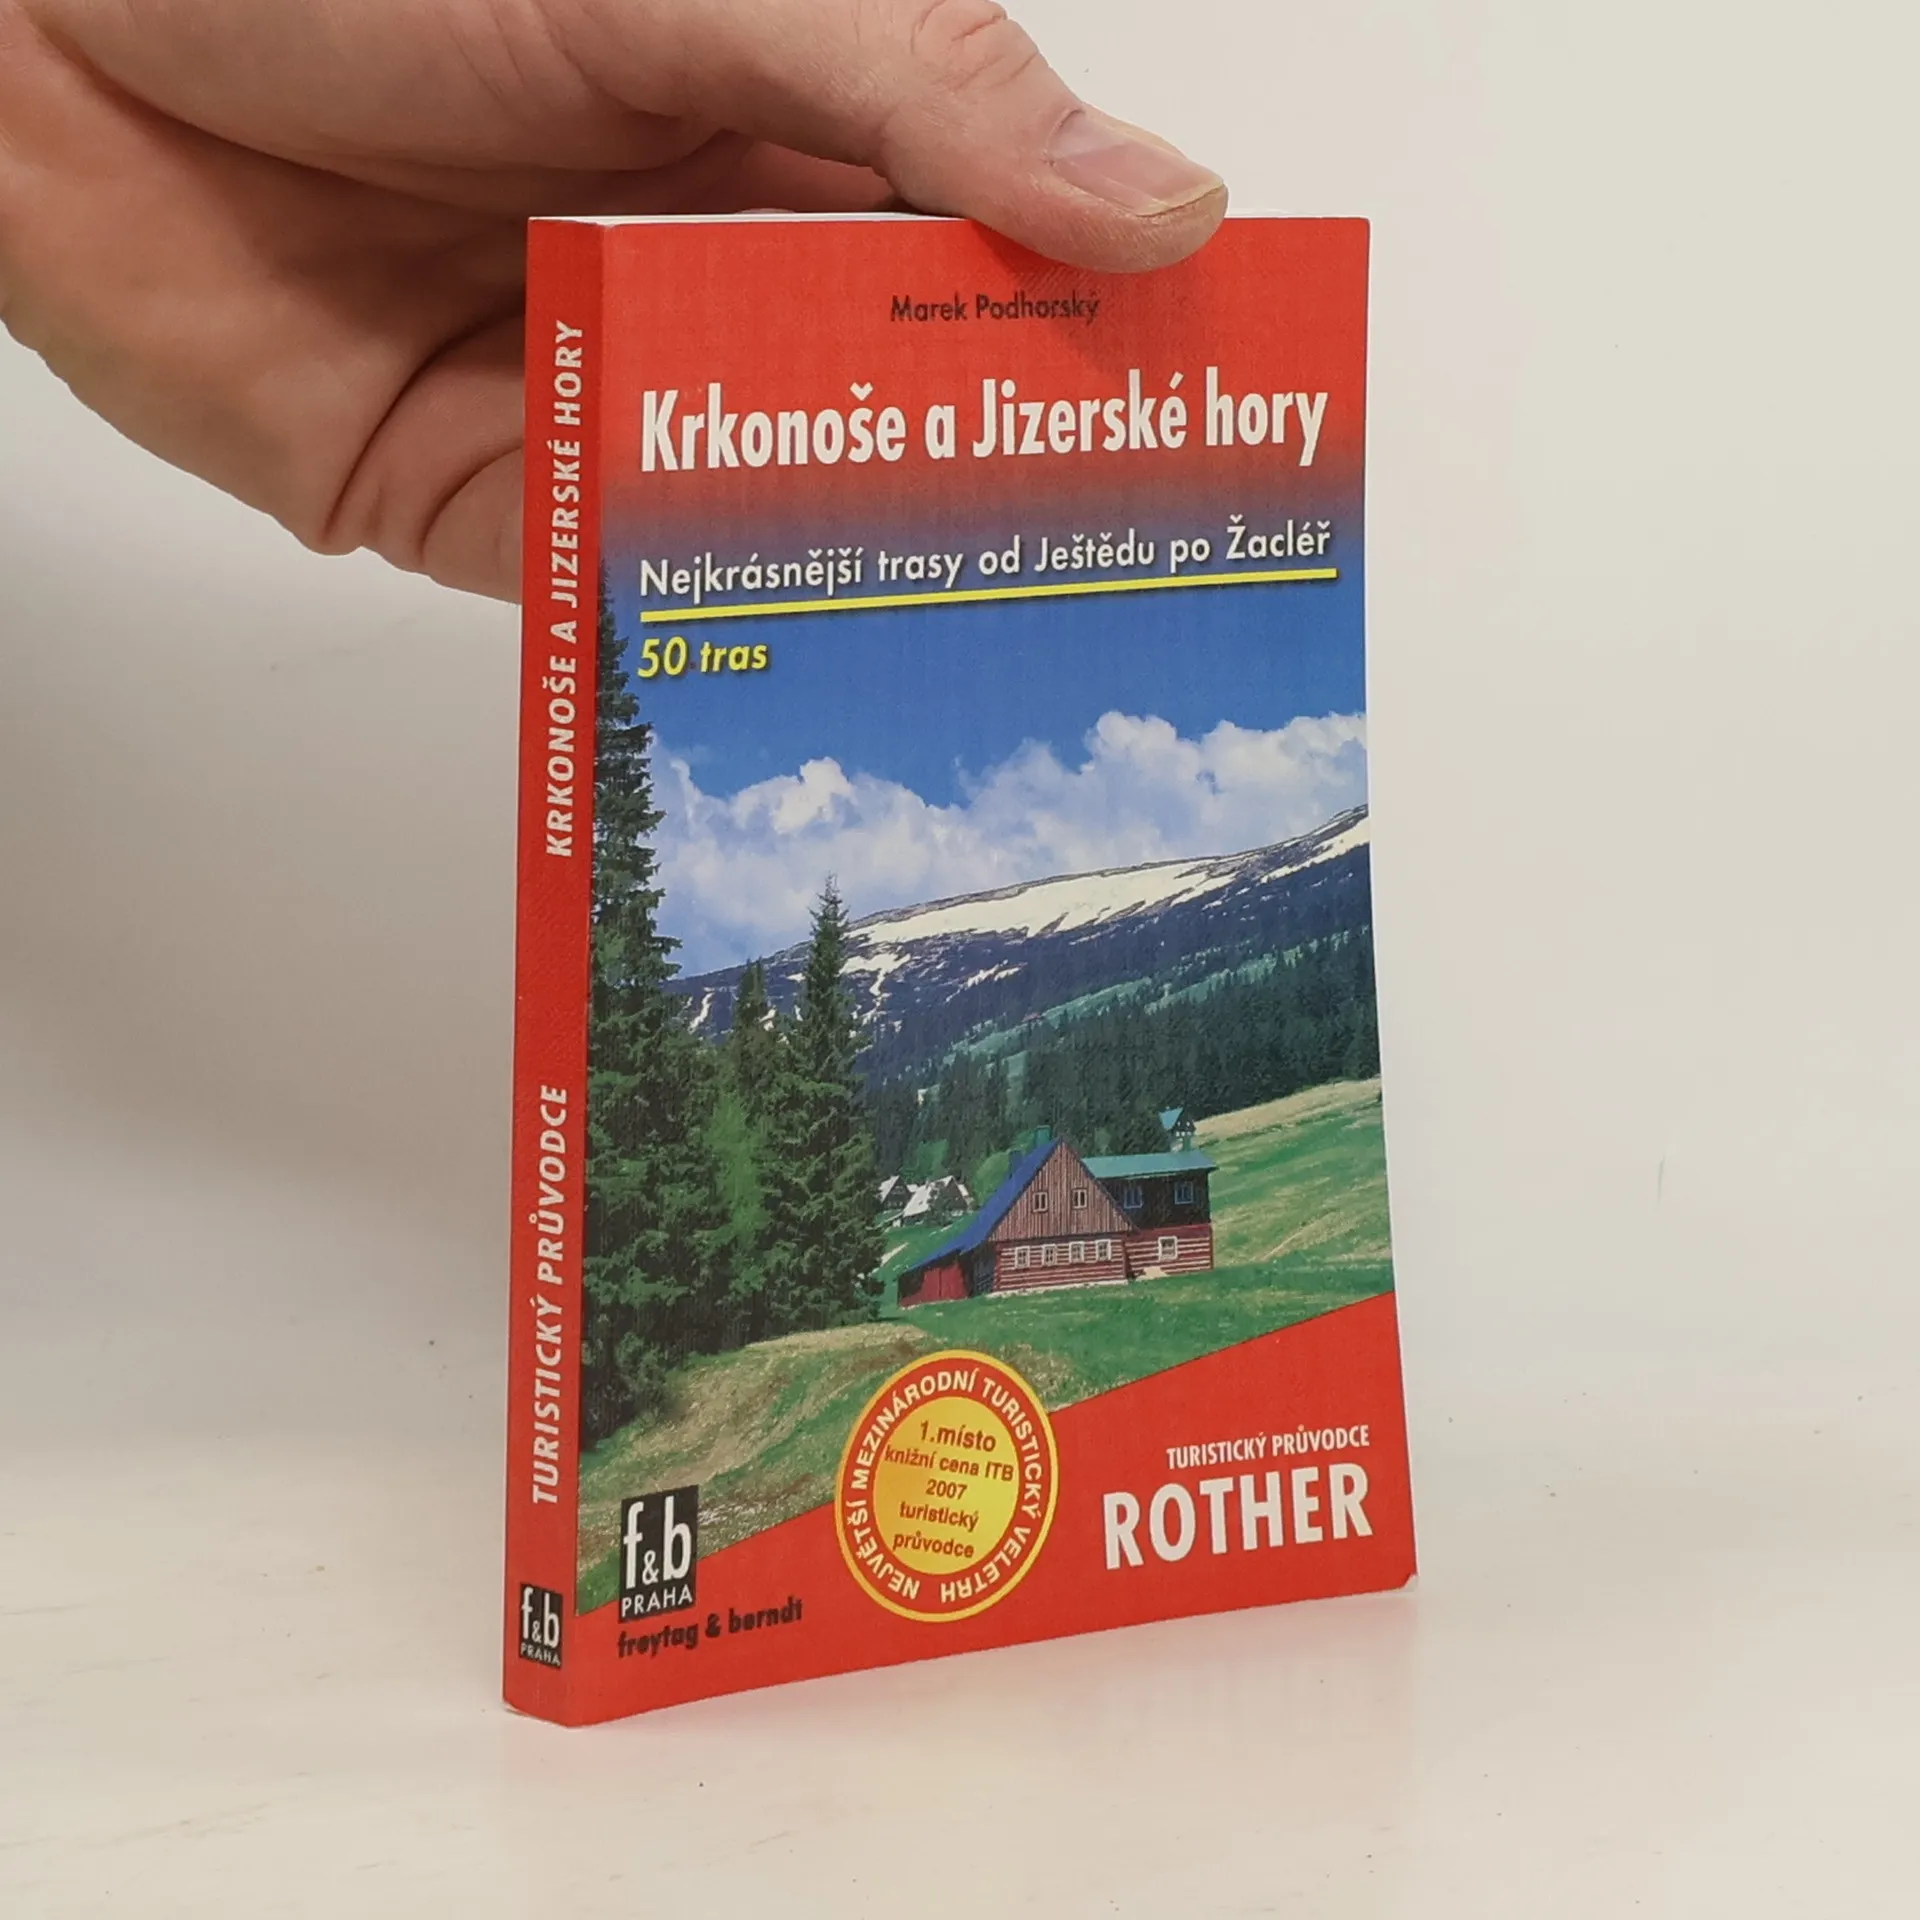 Marek Podhorský
Krkonoše a Jizerské hory
Nejkrásnější trasy od Ještědu po Žacléř
50 tras
NEJVĚTŠÍ MEZINÁRODNÍ TURISTICKÝ VELETRH
1.místo
knižní cena ITB
2007
turistický
průvodce
TURISTICKÝ PRŮVODCE
ROTHER
f&b
PRAHA
freytag & berndt
KRKONOŠE A JIZERSKÉ HORY
TURISTICKÝ PRŮVODCE
f&b
PRAHA